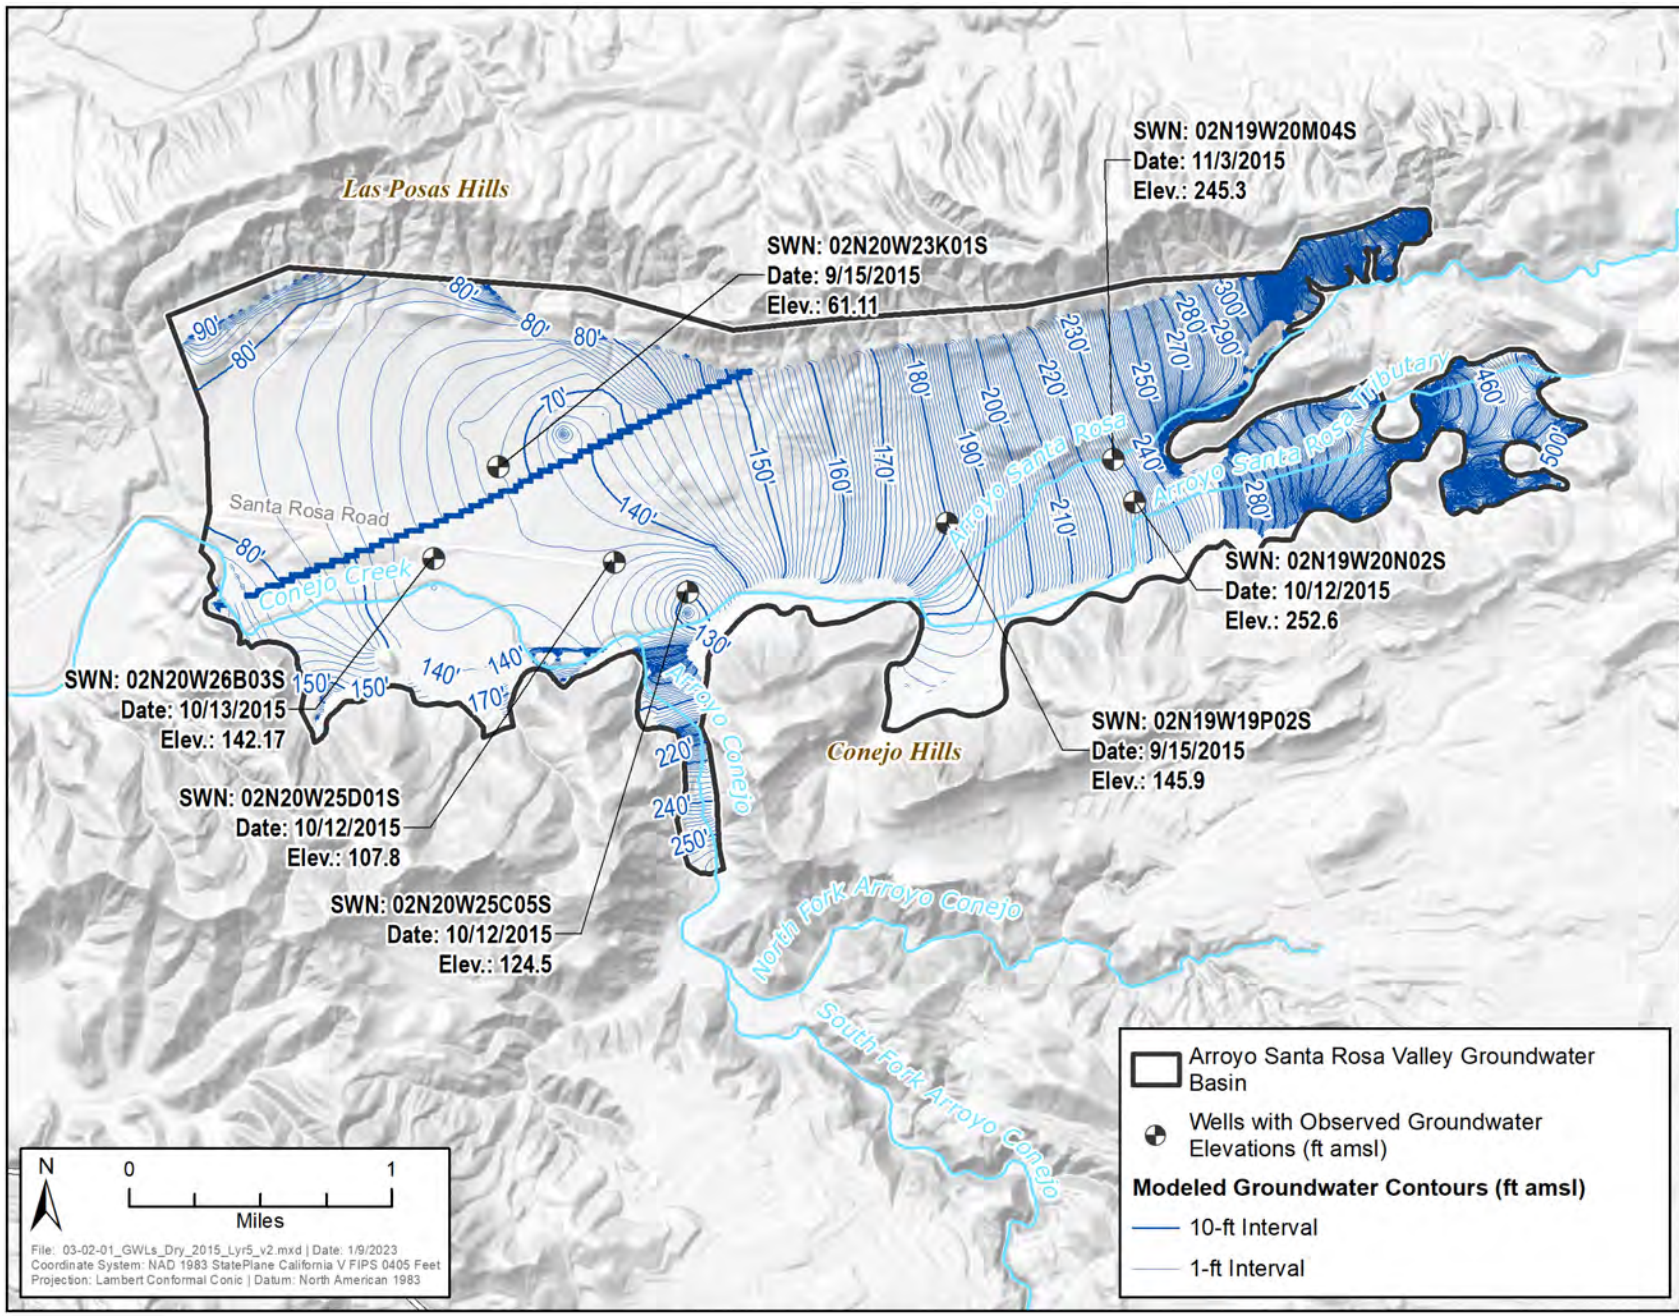 SWN: 02N19W20M04S
Date: 11/3/2015
Elev.: 245.3
Las Posas Hills
SWN: 02N20W23K01S
Date: 9/15/2015
Elev.: 61.11
90'
80'
80'
80'
80'
70'
150'
160'
170'
180'
190'
200'
210'
220'
230'
240'
250'
270'
280'
290'
300'
280'
460'
500'
Arroyo Santa Rosa
Arroyo Santa Rosa Tributary
Santa Rosa Road
140'
80'
Conejo Creek
SWN: 02N19W20N02S
Date: 10/12/2015
Elev.: 252.6
130'
140'
140'
150'
150'
170'
SWN: 02N20W26B03S
Date: 10/13/2015
Elev.: 142.17
Arroyo Conejo
220'
240'
250'
Conejo Hills
SWN: 02N19W19P02S
Date: 9/15/2015
Elev.: 145.9
SWN: 02N20W25D01S
Date: 10/12/2015
Elev.: 107.8
SWN: 02N20W25C05S
Date: 10/12/2015
Elev.: 124.5
North Fork Arroyo Conejo
South Fork Arroyo Conejo
N
0 1
Miles
File: 03-02-01_GWLs_Dry_2015_Lyr5_v2.mxd | Date: 1/9/2023
Coordinate System: NAD 1983 StatePlane California V FIPS 0405 Feet
Projection: Lambert Conformal Conic | Datum: North American 1983
Arroyo Santa Rosa Valley Groundwater
Basin
Wells with Observed Groundwater
Elevations (ft amsl)
Modeled Groundwater Contours (ft amsl)
10-ft Interval
1-ft Interval